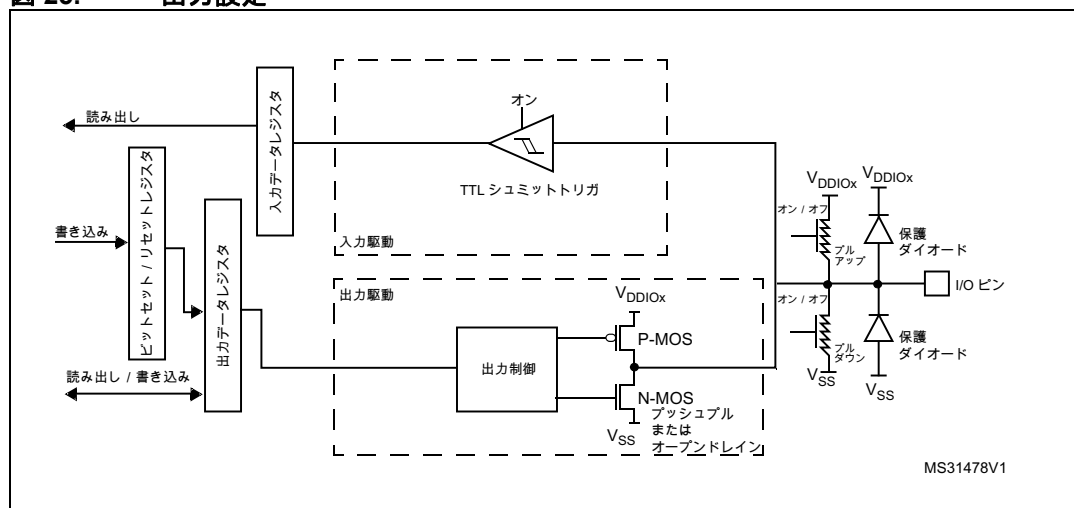 オン
読み出し
入力データレジスタ
TTL シュミットトリガ
入力駆動
ビットセット / リセットレジスタ
書き込み
出力データレジスタ
読み出し / 書き込み
出力駆動
VDDIOx
出力制御
P-MOS
N-MOS
VSS
プッシュプル
または
オープンドレイン
VDDIOx
VDDIOx
オン / オフ
プル
アップ
保護
ダイオード
I/O ピン
オン / オフ
プル
ダウン
保護
ダイオード
VSS
VSS
MS31478V1